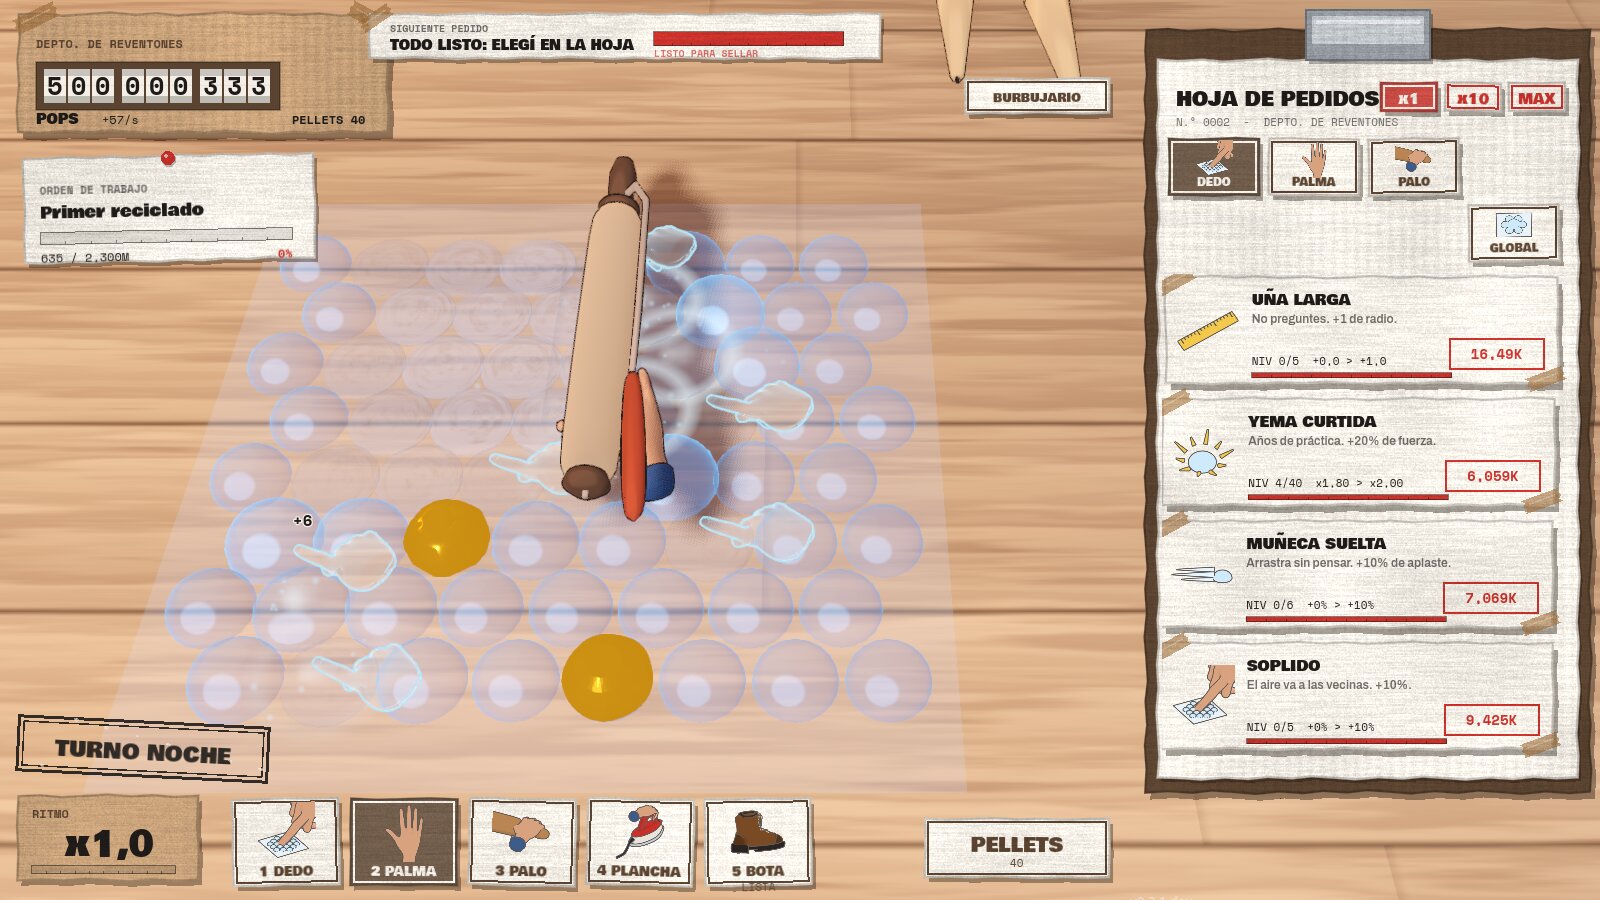 DEPTO. DE REVENTONES
500 000 333
POPS +57/s PELLETS 40
SIGUIENTE PEDIDO
TODO LISTO: ELEGÍ EN LA HOJA
LISTO PARA SELLAR
BURBUJARIO
ORDEN DE TRABAJO
Primer reciclado
635 / 2,300M 0%
+6
HOJA DE PEDIDOS x1 x10 MAX
N.° 0002 - DEPTO. DE REVENTONES
DEDO PALMA PALO
GLOBAL
UÑA LARGA
No preguntes. +1 de radio.
NIV 0/5 +0,0 > +1,0
16,49K
YEMA CURTIDA
Años de práctica. +20% de fuerza.
NIV 4/40 x1,80 > x2,00
6,059K
MUÑECA SUELTA
Arrastra sin pensar. +10% de aplaste.
NIV 0/6 +0% > +10%
7,069K
SOPLIDO
El aire va a las vecinas. +10%.
NIV 0/5 +0% > +10%
9,425K
TURNO NOCHE
RITMO
x1,0
1 DEDO 2 PALMA 3 PALO 4 PLANCHA 5 BOTA
LISTA
PELLETS
40